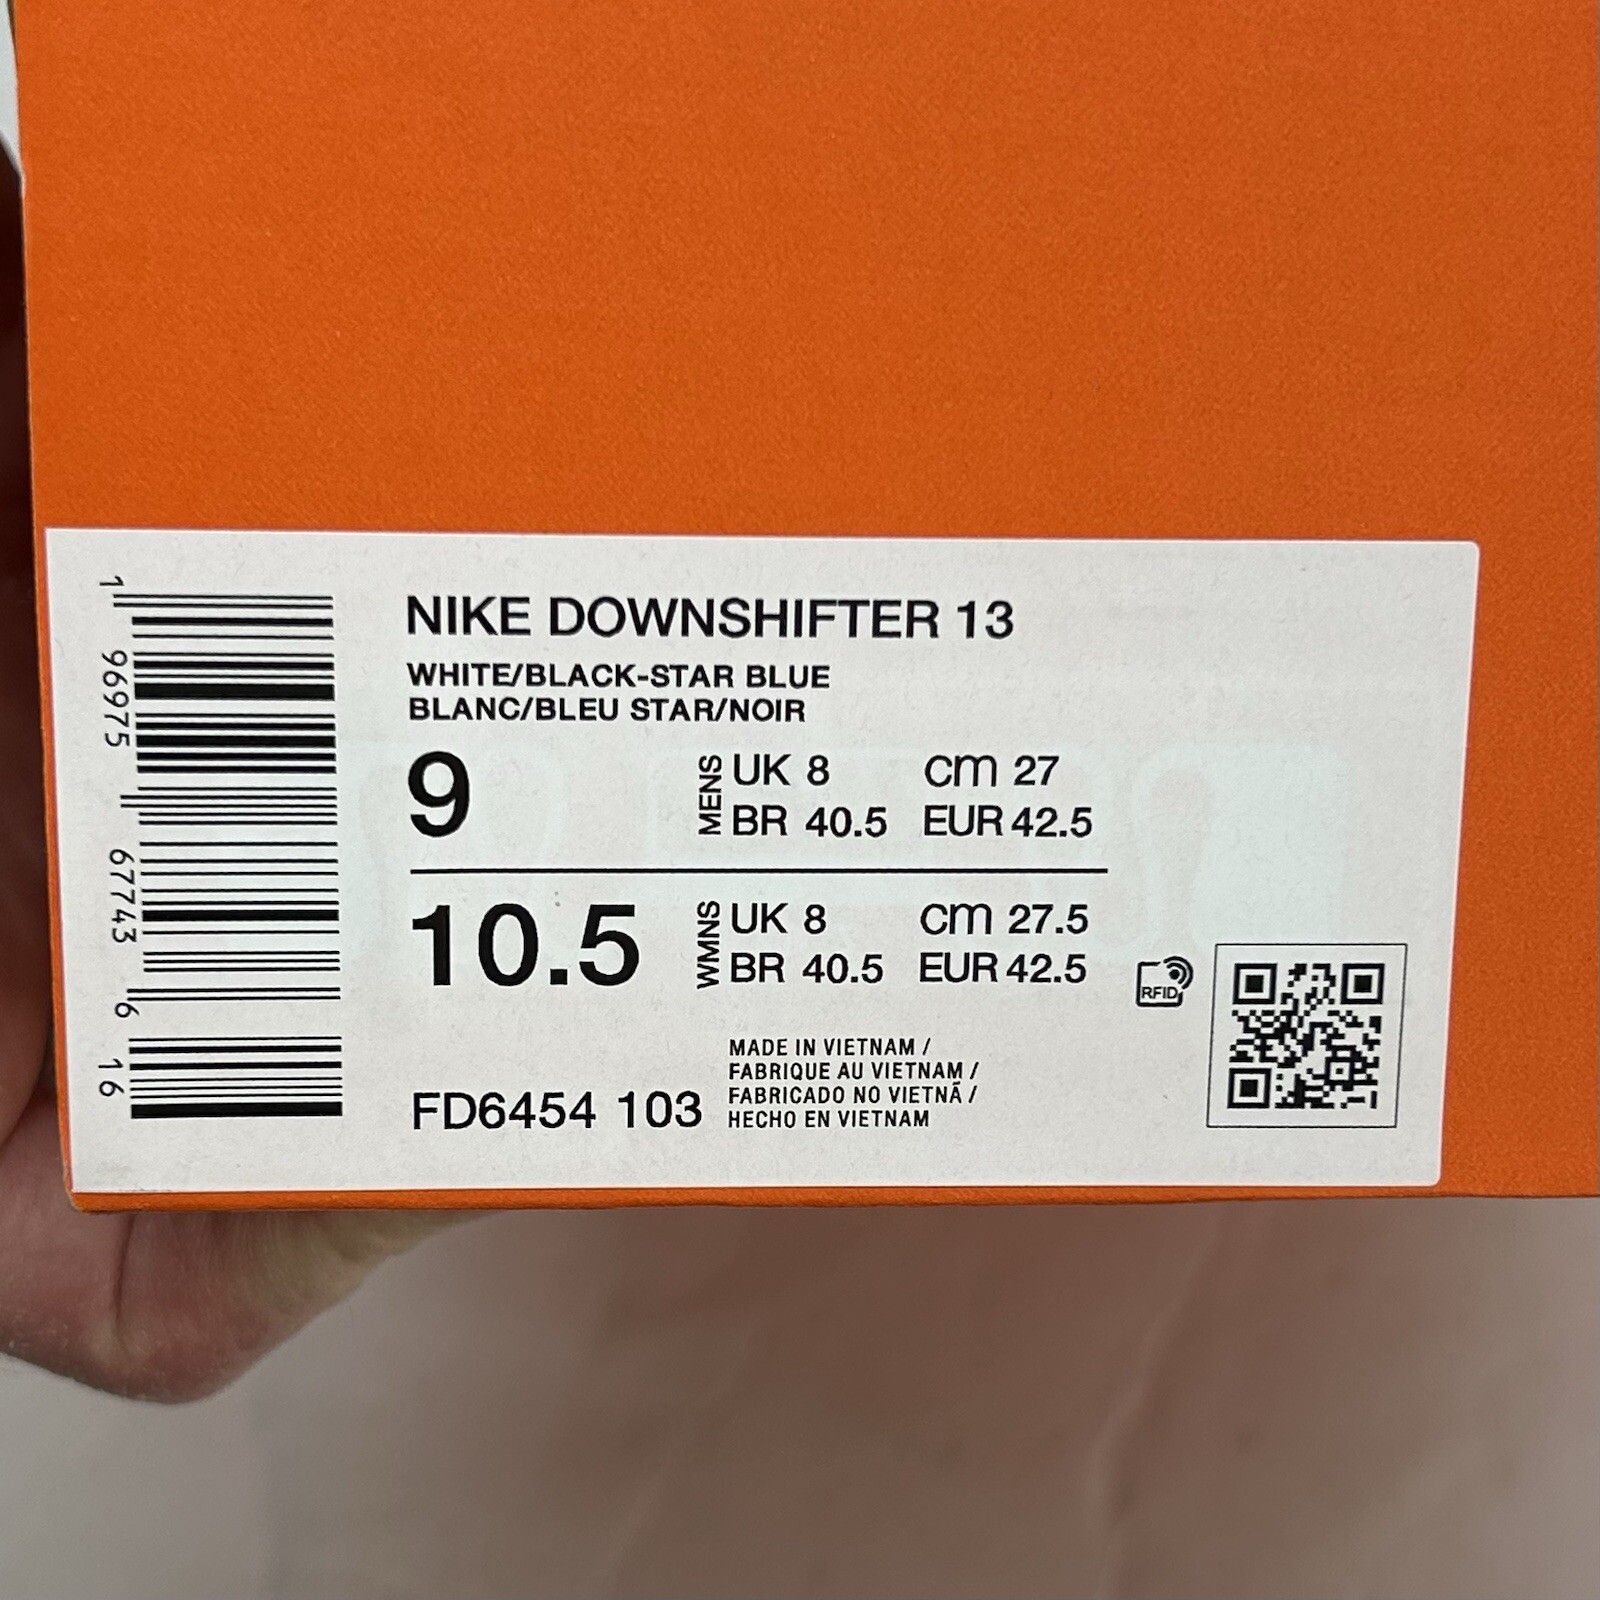 NIKE DOWNSHIFTER 13
WHITE/BLACK-STAR BLUE
BLANC/BLEU STAR/NOIR
9
MENS
UK 8 CM 27
BR 40.5 EUR 42.5
10.5
WMNS
UK 8 CM 27.5
BR 40.5 EUR 42.5
RFID
MADE IN VIETNAM /
FABRIQUE AU VIETNAM /
FABRICADO NO VIETNÃ /
HECHO EN VIETNAM
FD6454 103
1 96975 67743 6 16